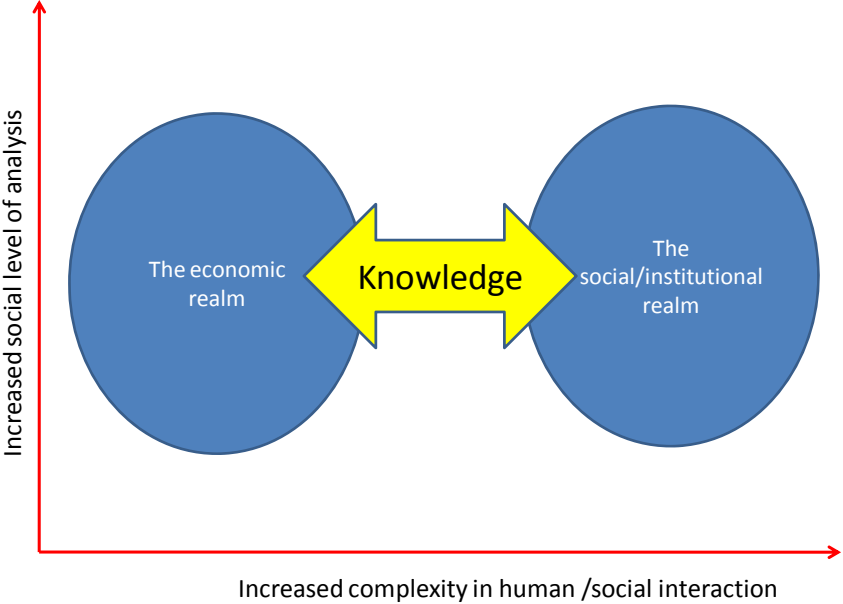 Increased social level of analysis
The economic
realm
Knowledge
The
social/institutional
realm
Increased complexity in human /social interaction